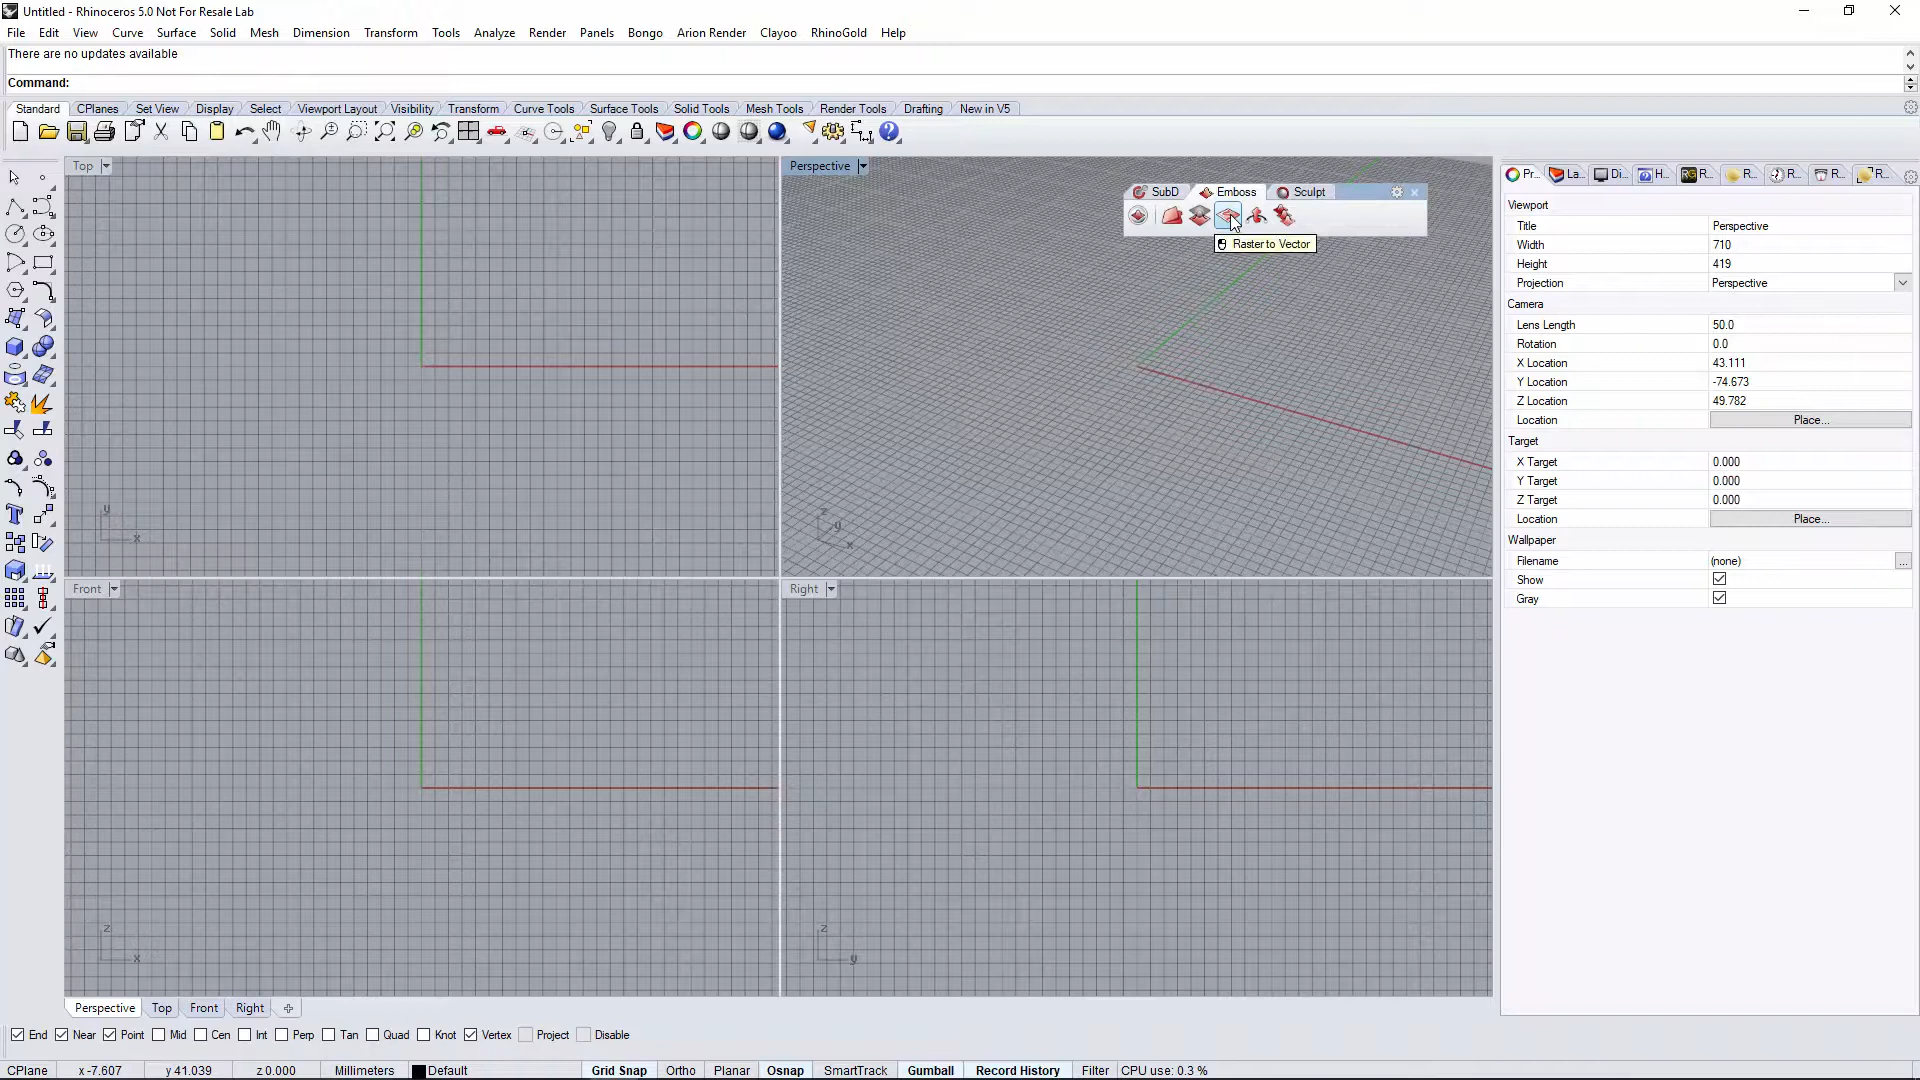 Untitled - Rhinoceros 5.0 Not For Resale Lab
File Edit View Curve Surface Solid Mesh Dimension Transform Tools Analyze Render Panels Bongo Arion Render Clayoo RhinoGold Help
There are no updates available
Command:
Standard CPlanes Set View Display Select Viewport Layout Visibility Transform Curve Tools Surface Tools Solid Tools Mesh Tools Render Tools Drafting New in V5
Top
Perspective
SubD Emboss Sculpt
Raster to Vector
Pr... La... Di... H... R... R... R... R... R...
Viewport
Title Perspective
Width 710
Height 419
Projection Perspective
Camera
Lens Length 50.0
Rotation 0.0
X Location 43.111
Y Location -74.673
Z Location 49.782
Location Place...
Target
X Target 0.000
Y Target 0.000
Z Target 0.000
Location Place...
Wallpaper
Filename (none) ...
Show
Gray
y
x
z
y
x
Front
Right
z
x
z
y
Perspective Top Front Right
End Near Point Mid Cen Int Perp Tan Quad Knot Vertex Project Disable
CPlane x -7.607 y 41.039 z 0.000 Millimeters Default Grid Snap Ortho Planar Osnap SmartTrack Gumball Record History Filter CPU use: 0.3 %